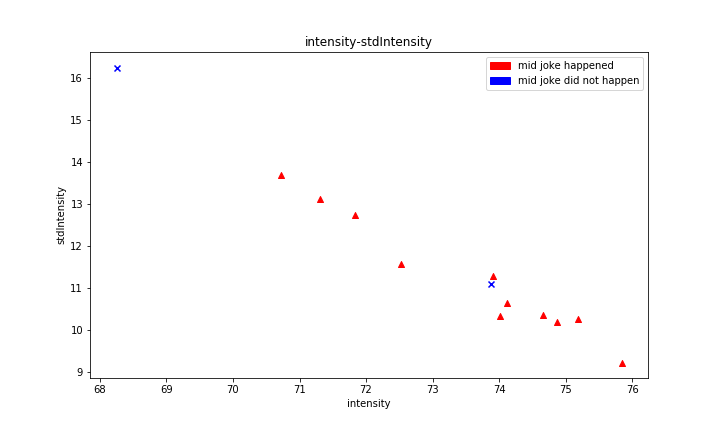 intensity-stdIntensity
mid joke happened
mid joke did not happen
stdIntensity
16
15
14
13
12
11
10
9
68 69 70 71 72 73 74 75 76
intensity